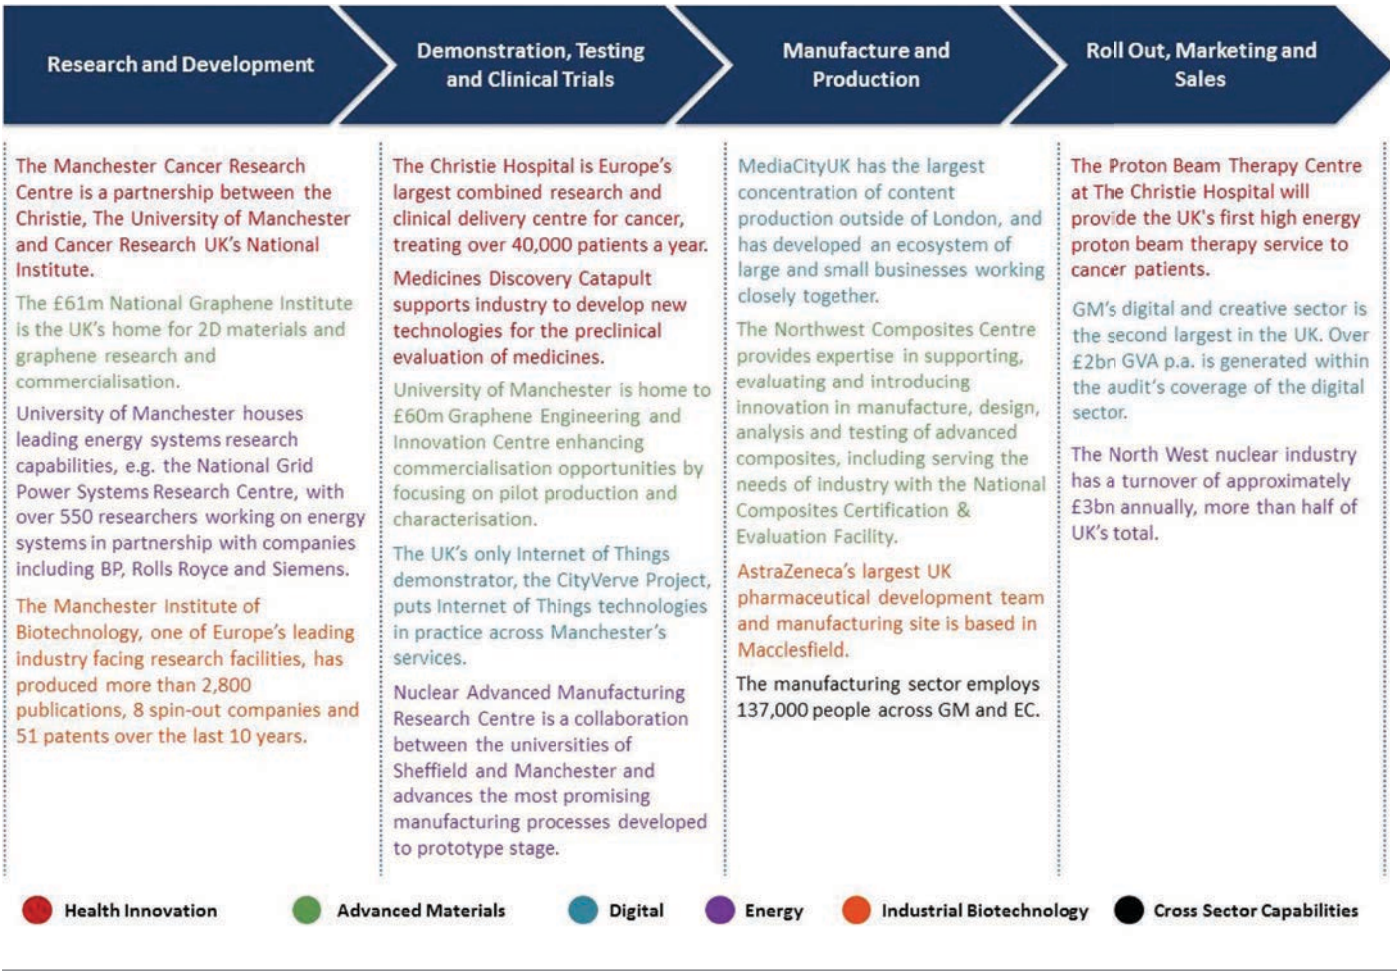 Research and Development
Demonstration, Testing
and Clinical Trials
Manufacture and
Production
Roll Out, Marketing and
Sales
The Manchester Cancer Research
Centre is a partnership between the
Christie, The University of Manchester
and Cancer Research UK's National
Institute.
The £61m National Graphene Institute
is the UK's home for 2D materials and
graphene research and
commercialisation.
University of Manchester houses
leading energy systems research
capabilities, e.g. the National Grid
Power Systems Research Centre, with
over 550 researchers working on energy
systems in partnership with companies
including BP, Rolls Royce and Siemens.
The Manchester Institute of
Biotechnology, one of Europe's leading
industry facing research facilities, has
produced more than 2,800
publications, 8 spin-out companies and
51 patents over the last 10 years.
The Christie Hospital is Europe's
largest combined research and
clinical delivery centre for cancer,
treating over 40,000 patients a year.
Medicines Discovery Catapult
supports industry to develop new
technologies for the preclinical
evaluation of medicines.
University of Manchester is home to
£60m Graphene Engineering and
Innovation Centre enhancing
commercialisation opportunities by
focusing on pilot production and
characterisation.
The UK's only Internet of Things
demonstrator, the CityVerve Project,
puts Internet of Things technologies
in practice across Manchester's
services.
Nuclear Advanced Manufacturing
Research Centre is a collaboration
between the universities of
Sheffield and Manchester and
advances the most promising
manufacturing processes developed
to prototype stage.
MediaCityUK has the largest
concentration of content
production outside of London, and
has developed an ecosystem of
large and small businesses working
closely together.
The Northwest Composites Centre
provides expertise in supporting,
evaluating and introducing
innovation in manufacture, design,
analysis and testing of advanced
composites, including serving the
needs of industry with the National
Composites Certification &
Evaluation Facility.
AstraZeneca's largest UK
pharmaceutical development team
and manufacturing site is based in
Macclesfield.
The manufacturing sector employs
137,000 people across GM and EC.
The Proton Beam Therapy Centre
at The Christie Hospital will
provide the UK's first high energy
proton beam therapy service to
cancer patients.
GM's digital and creative sector is
the second largest in the UK. Over
£2bn GVA p.a. is generated within
the audit's coverage of the digital
sector.
The North West nuclear industry
has a turnover of approximately
£3bn annually, more than half of
UK's total.
Health Innovation
Advanced Materials
Digital
Energy
Industrial Biotechnology
Cross Sector Capabilities